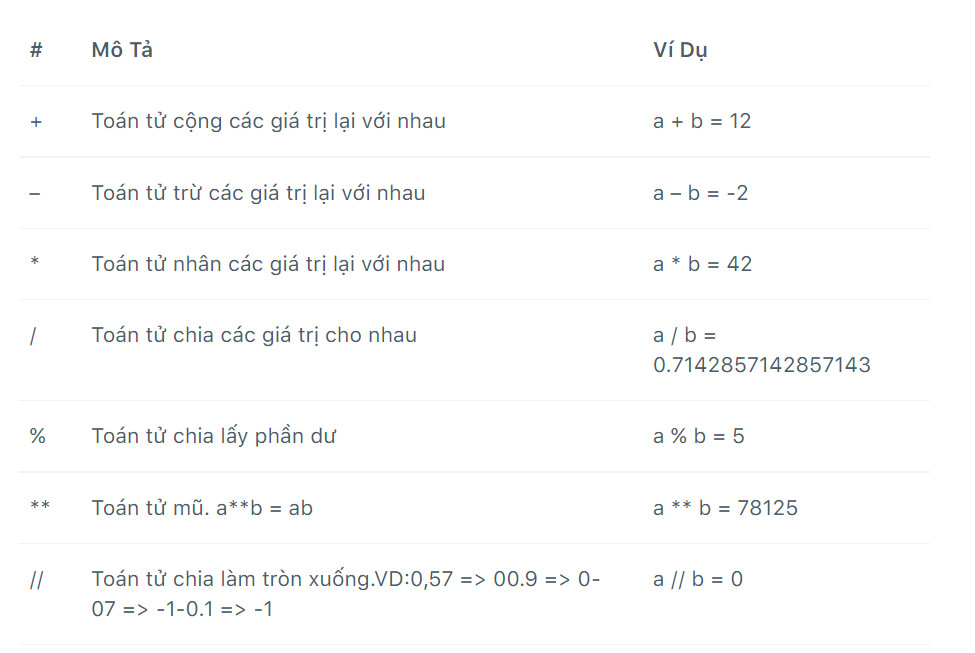 # Mô Tả Ví Dụ
+ Toán tử cộng các giá trị lại với nhau a + b = 12
– Toán tử trừ các giá trị lại với nhau a – b = -2
* Toán tử nhân các giá trị lại với nhau a * b = 42
/ Toán tử chia các giá trị cho nhau a / b =
0.7142857142857143
% Toán tử chia lấy phần dư a % b = 5
** Toán tử mũ. a**b = ab a ** b = 78125
// Toán tử chia làm tròn xuống.VD:0,57 => 00.9 => 0- a // b = 0
07 => -1-0.1 => -1